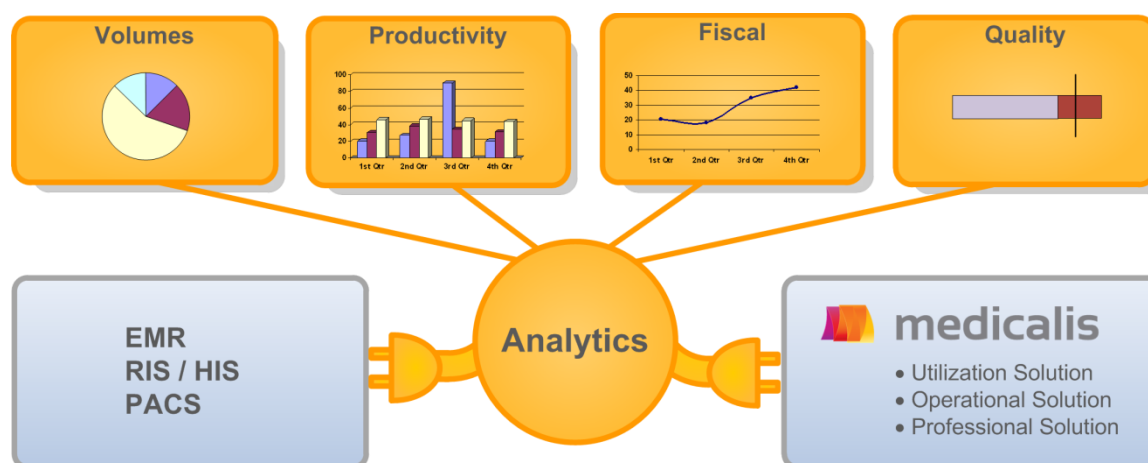 Volumes
Productivity
100
80
60
40
20
0
1st Qtr 2nd Qtr 3rd Qtr 4th Qtr
Fiscal
50
40
30
20
10
0
1st Qtr 2nd Qtr 3rd Qtr 4th Qtr
Quality
EMR
RIS / HIS
PACS
Analytics
medicalis
• Utilization Solution
• Operational Solution
• Professional Solution